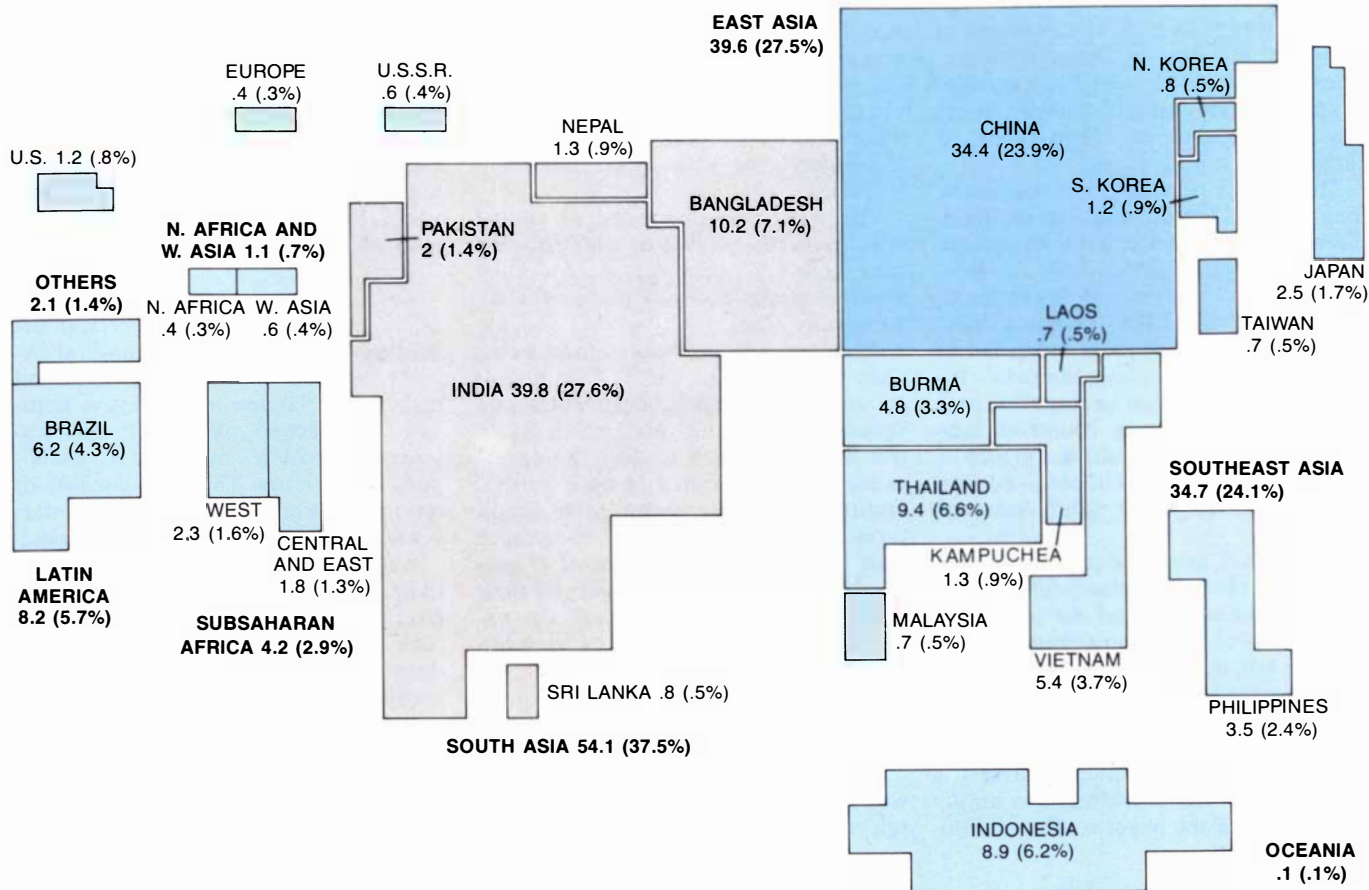 EAST ASIA
39.6 (27.5%)
EUROPE
.4 (.3%)
U.S.S.R.
.6 (.4%)
N. KOREA
.8 (.5%)
NEPAL
1.3 (.9%)
CHINA
34.4 (23.9%)
U.S. 1.2 (.8%)
S. KOREA
1.2 (.9%)
BANGLADESH
10.2 (7.1%)
N. AFRICA AND
W. ASIA 1.1 (.7%)
PAKISTAN
2 (1.4%)
JAPAN
2.5 (1.7%)
OTHERS
2.1 (1.4%)
N. AFRICA
.4 (.3%)
W. ASIA
.6 (.4%)
LAOS
.7 (.5%)
TAIWAN
.7 (.5%)
INDIA 39.8 (27.6%)
BURMA
4.8 (3.3%)
BRAZIL
6.2 (4.3%)
SOUTHEAST ASIA
34.7 (24.1%)
THAILAND
9.4 (6.6%)
WEST
2.3 (1.6%)
CENTRAL
AND EAST
1.8 (1.3%)
KAMPUCHEA
1.3 (.9%)
LATIN
AMERICA
8.2 (5.7%)
SUBSAHARAN
AFRICA 4.2 (2.9%)
MALAYSIA
.7 (.5%)
VIETNAM
5.4 (3.7%)
SRI LANKA .8 (.5%)
PHILIPPINES
3.5 (2.4%)
SOUTH ASIA 54.1 (37.5%)
INDONESIA
8.9 (6.2%)
OCEANIA
.1 (.1%)